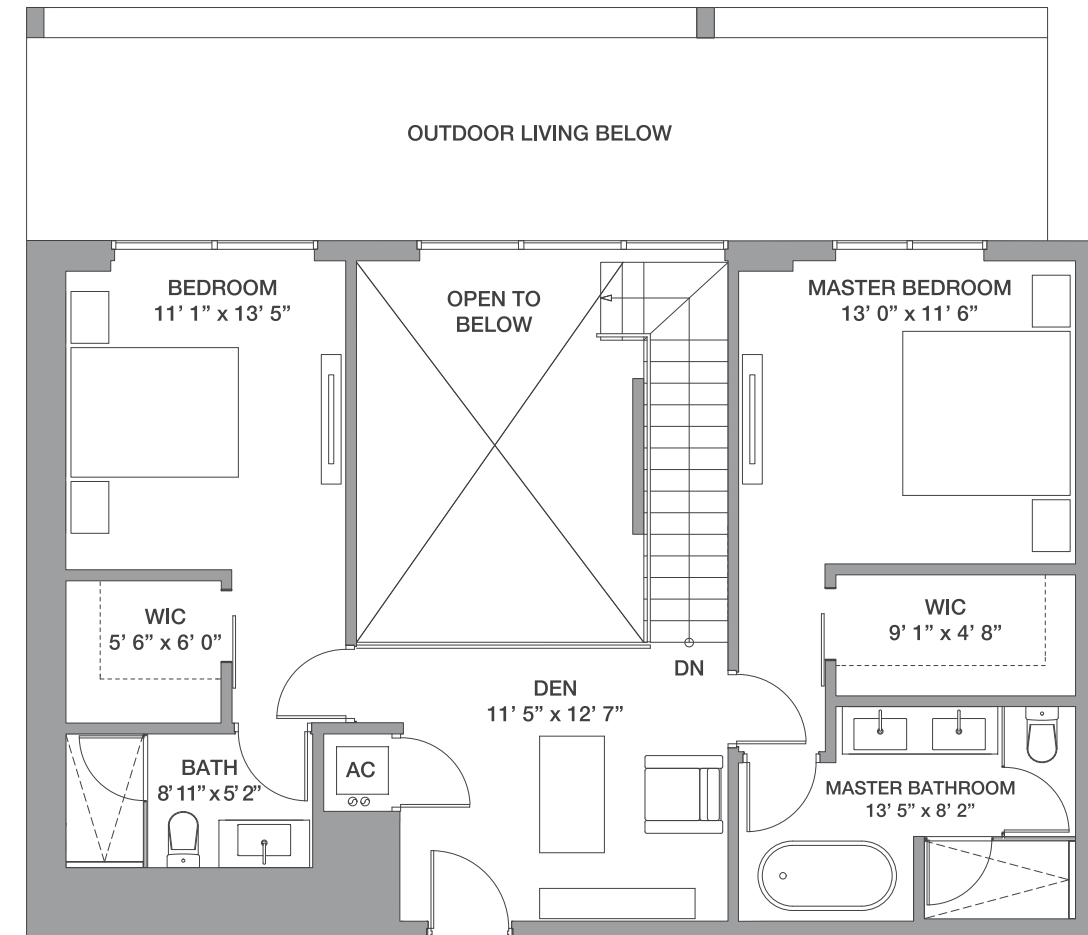 OUTDOOR LIVING BELOW
BEDROOM
11’ 1” x 13’ 5”
OPEN TO
BELOW
MASTER BEDROOM
13’ 0” x 11’ 6”
WIC
5’ 6” x 6’ 0”
WIC
9’ 1” x 4’ 8”
DN
DEN
11’ 5” x 12’ 7”
BATH
8’ 11” x 5’ 2”
AC
MASTER BATHROOM
13’ 5” x 8’ 2”